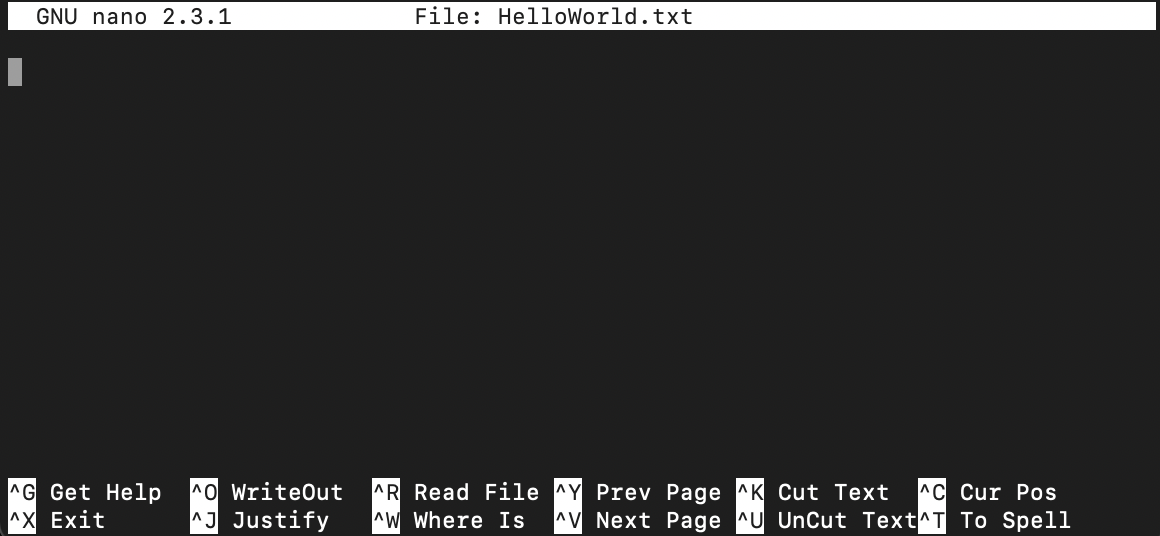 GNU nano 2.3.1 File: HelloWorld.txt
^G Get Help ^O WriteOut ^R Read File ^Y Prev Page ^K Cut Text ^C Cur Pos
^X Exit ^J Justify ^W Where Is ^V Next Page ^U UnCut Text^T To Spell